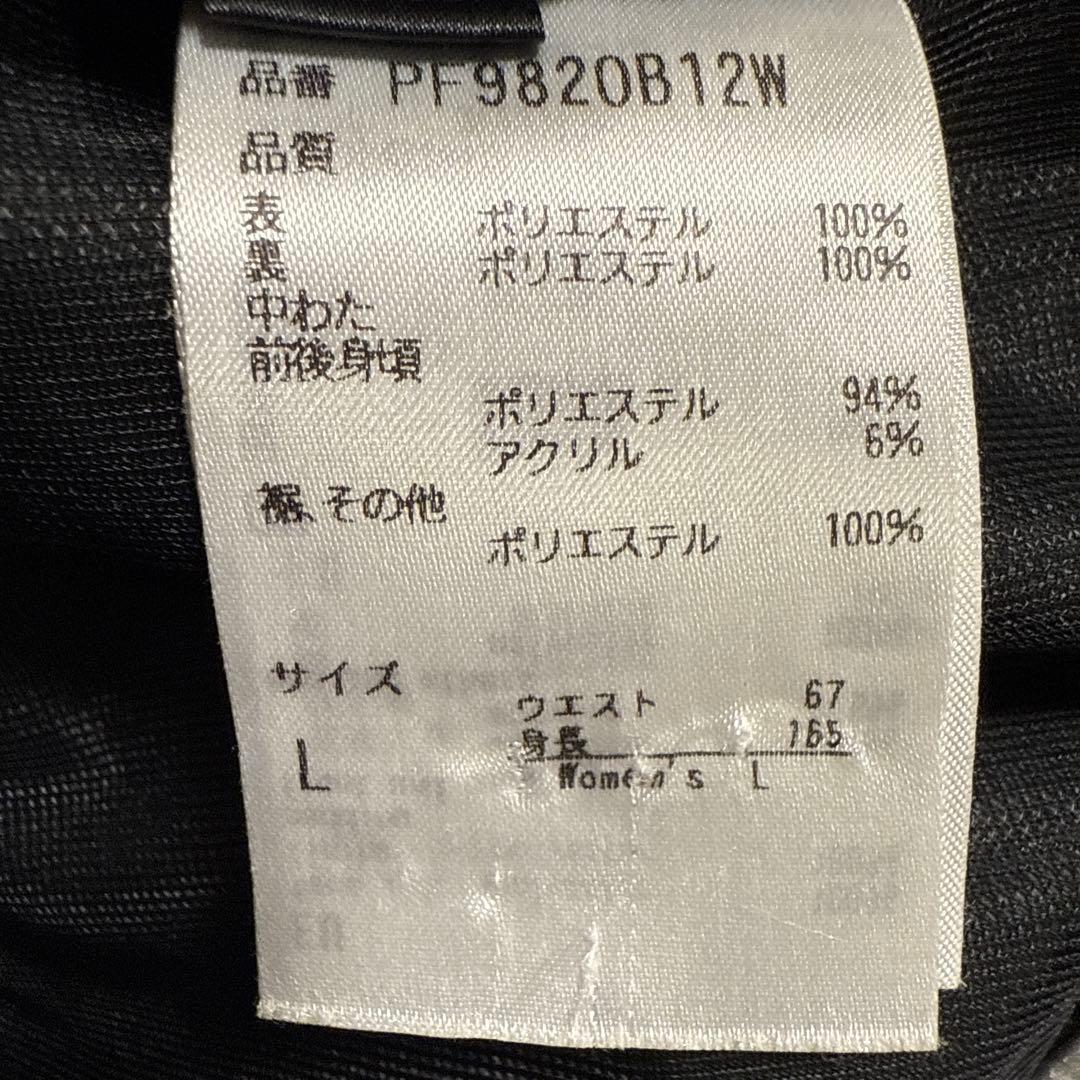 品番 PF9820B12W
品質
表 ポリエステル 100%
裏 ポリエステル 100%
中わた
前後身頃
ポリエステル 94%
アクリル 6%
裾、その他
ポリエステル 100%
サイズ
ウエスト 67
身長 165
L
Women's L